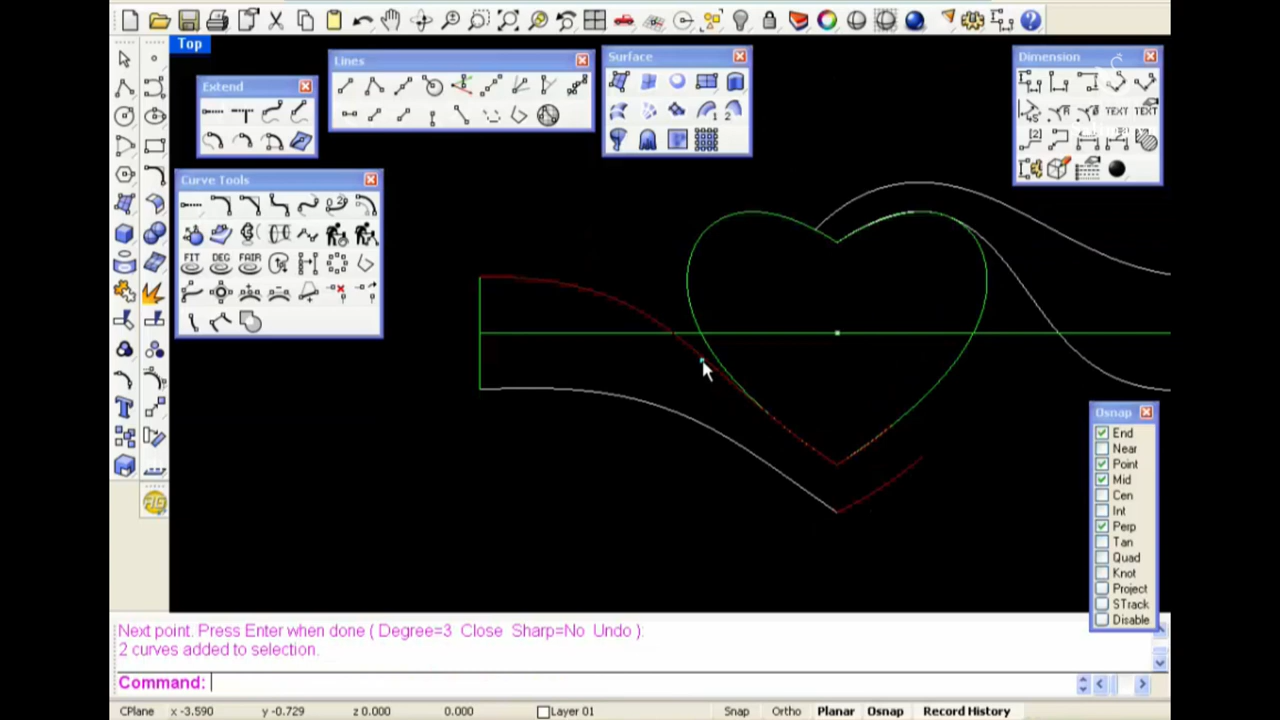 Top
Extend
Lines
Surface
Dimension
TEXT TEXT
Curve Tools
FIT DEG FAIR
Osnap
End
Near
Point
Mid
Cen
Int
Perp
Tan
Quad
Knot
Project
STrack
Disable
Next point. Press Enter when done ( Degree=3 Close Sharp=No Undo ):
2 curves added to selection.
Command:
CPlane x -3.590 y -0.729 z 0.000 0.000 Layer 01 Snap Ortho Planar Osnap Record History